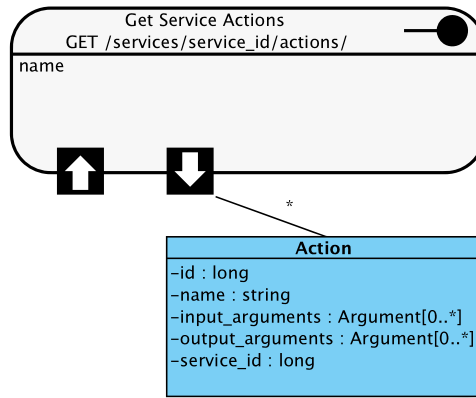 Get Service Actions
GET /services/service_id/actions/
name
*
Action
-id : long
-name : string
-input_arguments : Argument[0..*]
-output_arguments : Argument[0..*]
-service_id : long